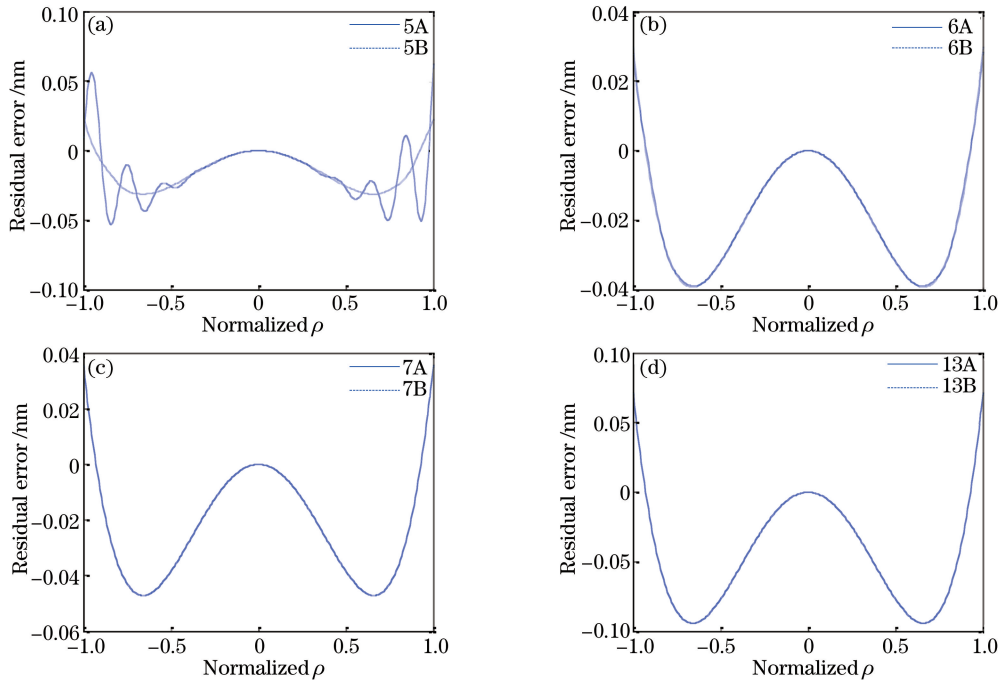 (a)
5A
5B
0.10
0.05
0
−0.05
−0.10
Residual error /nm
−1.0 −0.5 0 0.5 1.0
Normalized ρ
(b)
6A
6B
0.04
0.02
0
−0.02
−0.04
Residual error /nm
−1.0 −0.5 0 0.5 1.0
Normalized ρ
(c)
7A
7B
0.04
0.02
0
−0.02
−0.04
−0.06
Residual error /nm
−1.0 −0.5 0 0.5 1.0
Normalized ρ
(d)
13A
13B
0.10
0.05
0
−0.05
−0.10
Residual error /nm
−1.0 −0.5 0 0.5 1.0
Normalized ρ